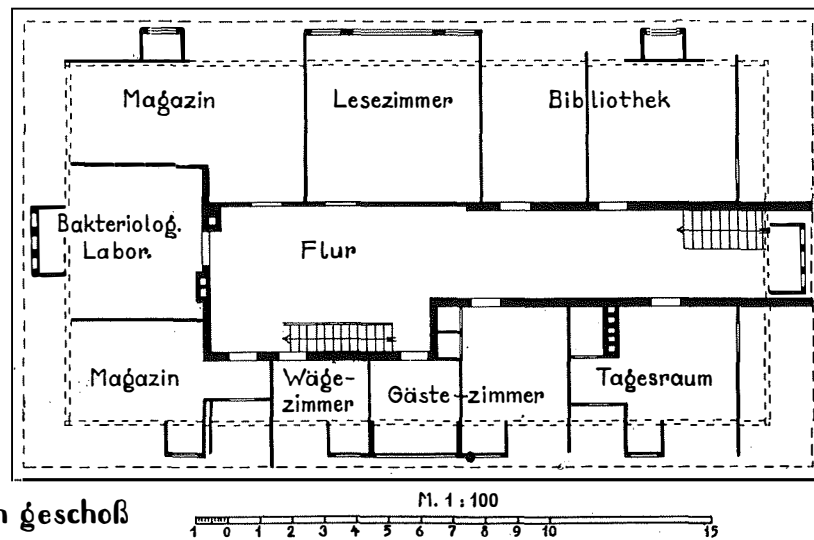 Magazin
Lesezimmer
Bibliothek
Bakteriolog.
Labor.
Flur
Magazin
Wäge-
zimmer
Gäste-zimmer
Tagesraum
geschoß
M. 1 : 100
1 0 1 2 3 4 5 6 7 8 9 10 15